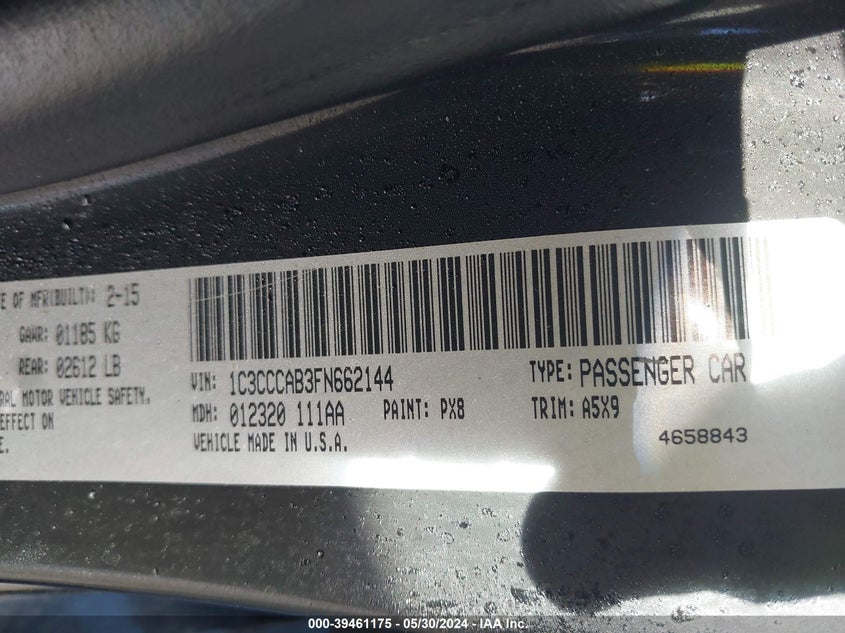 E OF MFR(BUILT): 2-15
GAWR: 01185 KG
REAR: 02612 LB
RAL MOTOR VEHICLE SAFETY,
EFFECT ON
E.
VIN: 1C3CCCAB3FN662144
TYPE: PASSENGER CAR
MDH: 012320 111AA
PAINT: PX8
TRIM: A5X9
VEHICLE MADE IN U.S.A.
4658843
000-39461175 — 05/30/2024 - IAA Inc.